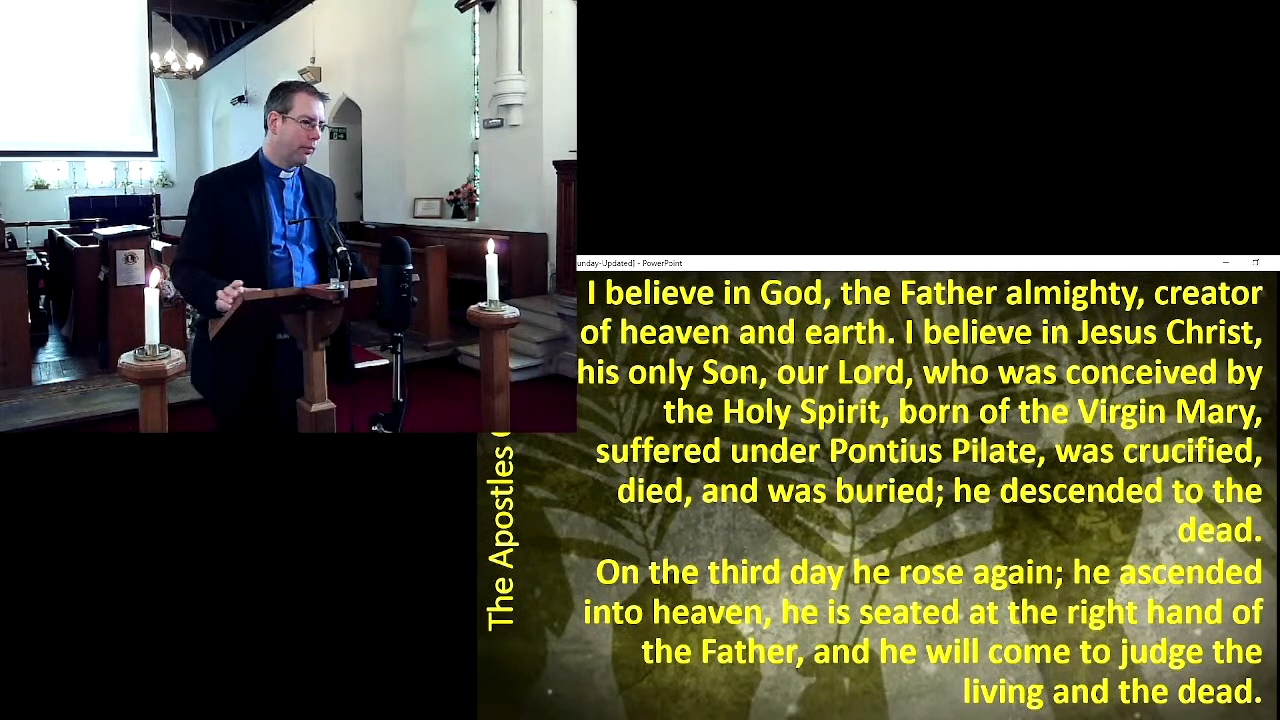 unday-Updated] - PowerPoint
I believe in God, the Father almighty, creator
of heaven and earth. I believe in Jesus Christ,
his only Son, our Lord, who was conceived by
the Holy Spirit, born of the Virgin Mary,
suffered under Pontius Pilate, was crucified,
died, and was buried; he descended to the
dead.
On the third day he rose again; he ascended
into heaven, he is seated at the right hand of
the Father, and he will come to judge the
living and the dead.
The Apostles